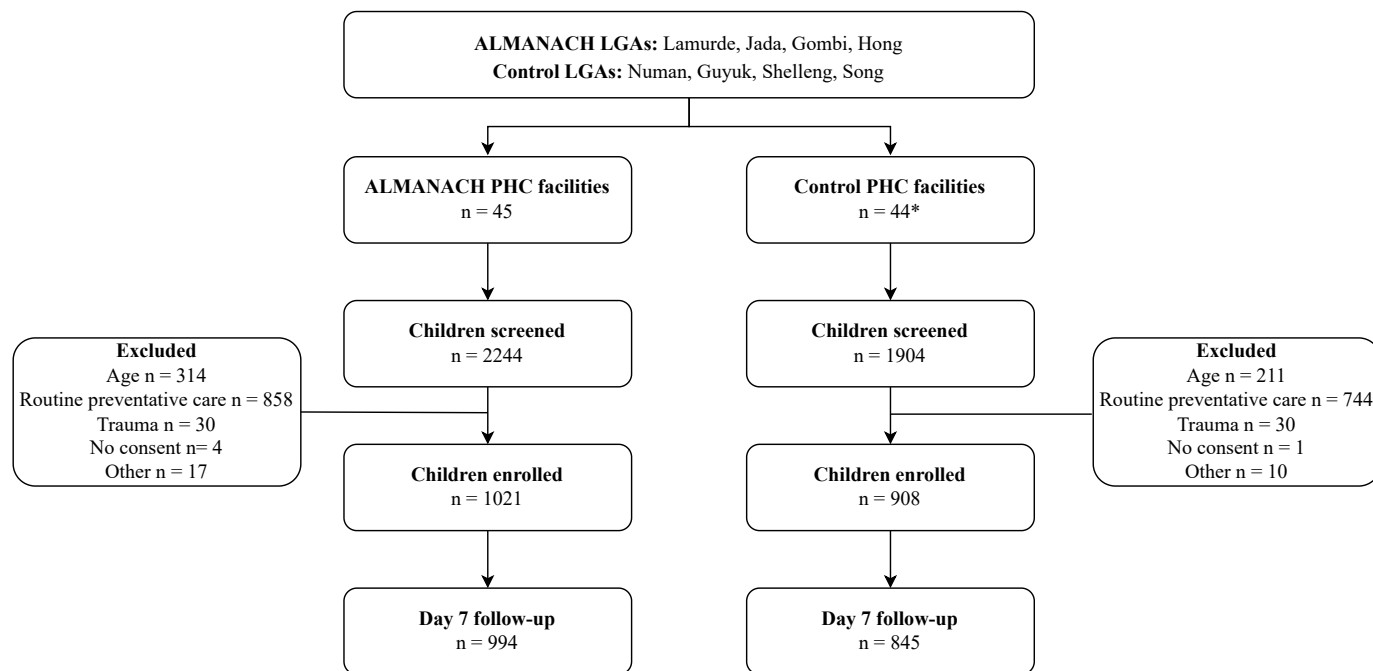 ALMANACH LGAs: Lamurde, Jada, Gombi, Hong
Control LGAs: Numan, Guyuk, Shelleng, Song
ALMANACH PHC facilities
n = 45
Control PHC facilities
n = 44*
Children screened
n = 2244
Children screened
n = 1904
Excluded
Age n = 314
Routine preventative care n = 858
Trauma n = 30
No consent n= 4
Other n = 17
Excluded
Age n = 211
Routine preventative care n = 744
Trauma n = 30
No consent n = 1
Other n = 10
Children enrolled
n = 1021
Children enrolled
n = 908
Day 7 follow-up
n = 994
Day 7 follow-up
n = 845